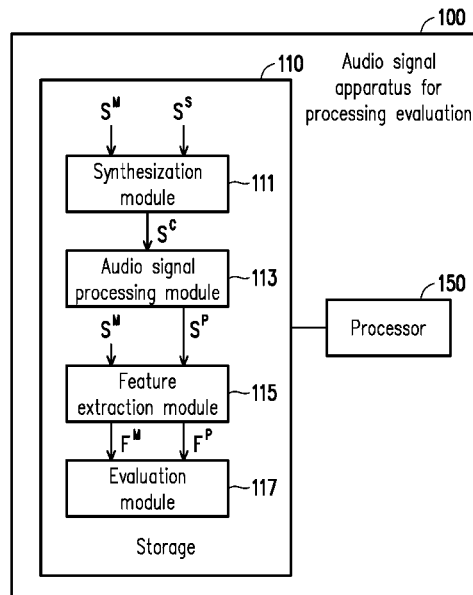 100
110
Audio signal
apparatus for
processing evaluation
S^M S^S
Synthesization
module
111
S^C
Audio signal
processing module
113
150
Processor
S^M S^P
Feature
extraction module
115
F^M F^P
Evaluation
module
117
Storage